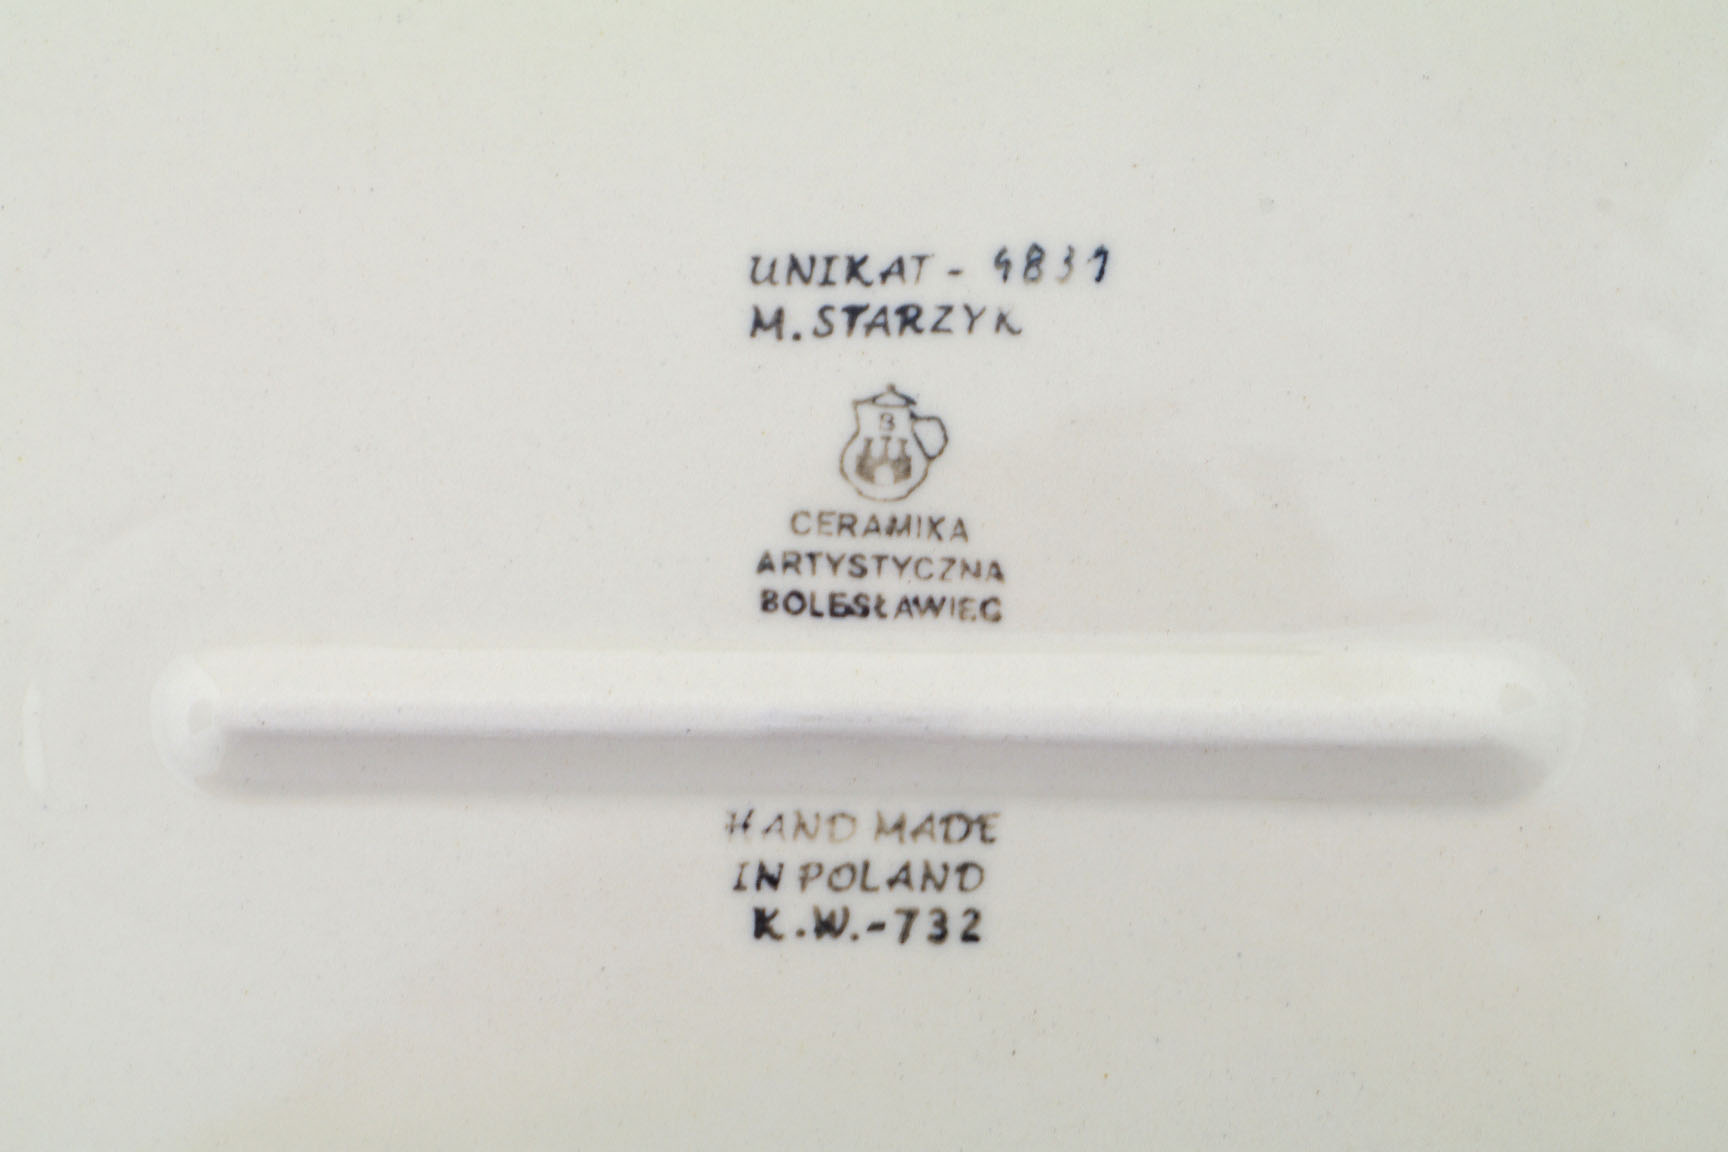 UNIKAT - 4831
M. STARZYK
B
CERAMIKA
ARTYSTYCZNA
BOLESŁAWIEC
HAND MADE
IN POLAND
K.W.-732